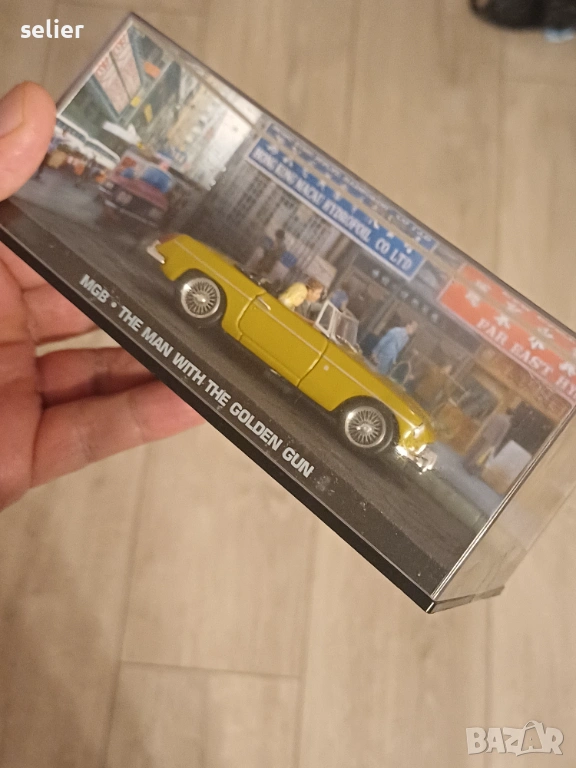 selier
HONG KONG MACAU HYDROFOIL CO LTD
FAR EAST
MGB • THE MAN WITH THE GOLDEN GUN
BAZAR